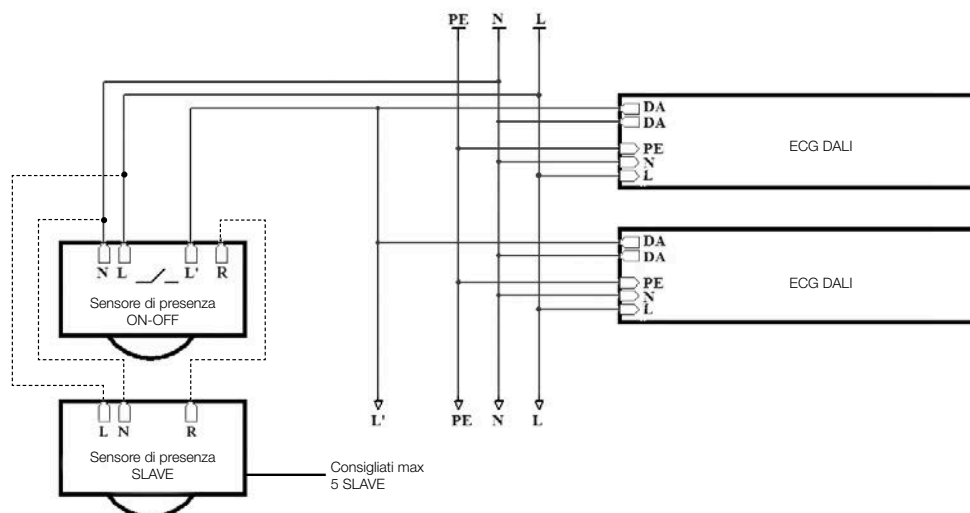 PE N L
DA
DA
ECG DALI
PE
N
L
N L L' R
Sensore di presenza
ON-OFF
DA
DA
ECG DALI
PE
N
L
L N R
Sensore di presenza
SLAVE
L' PE N L
Consigliati max
5 SLAVE